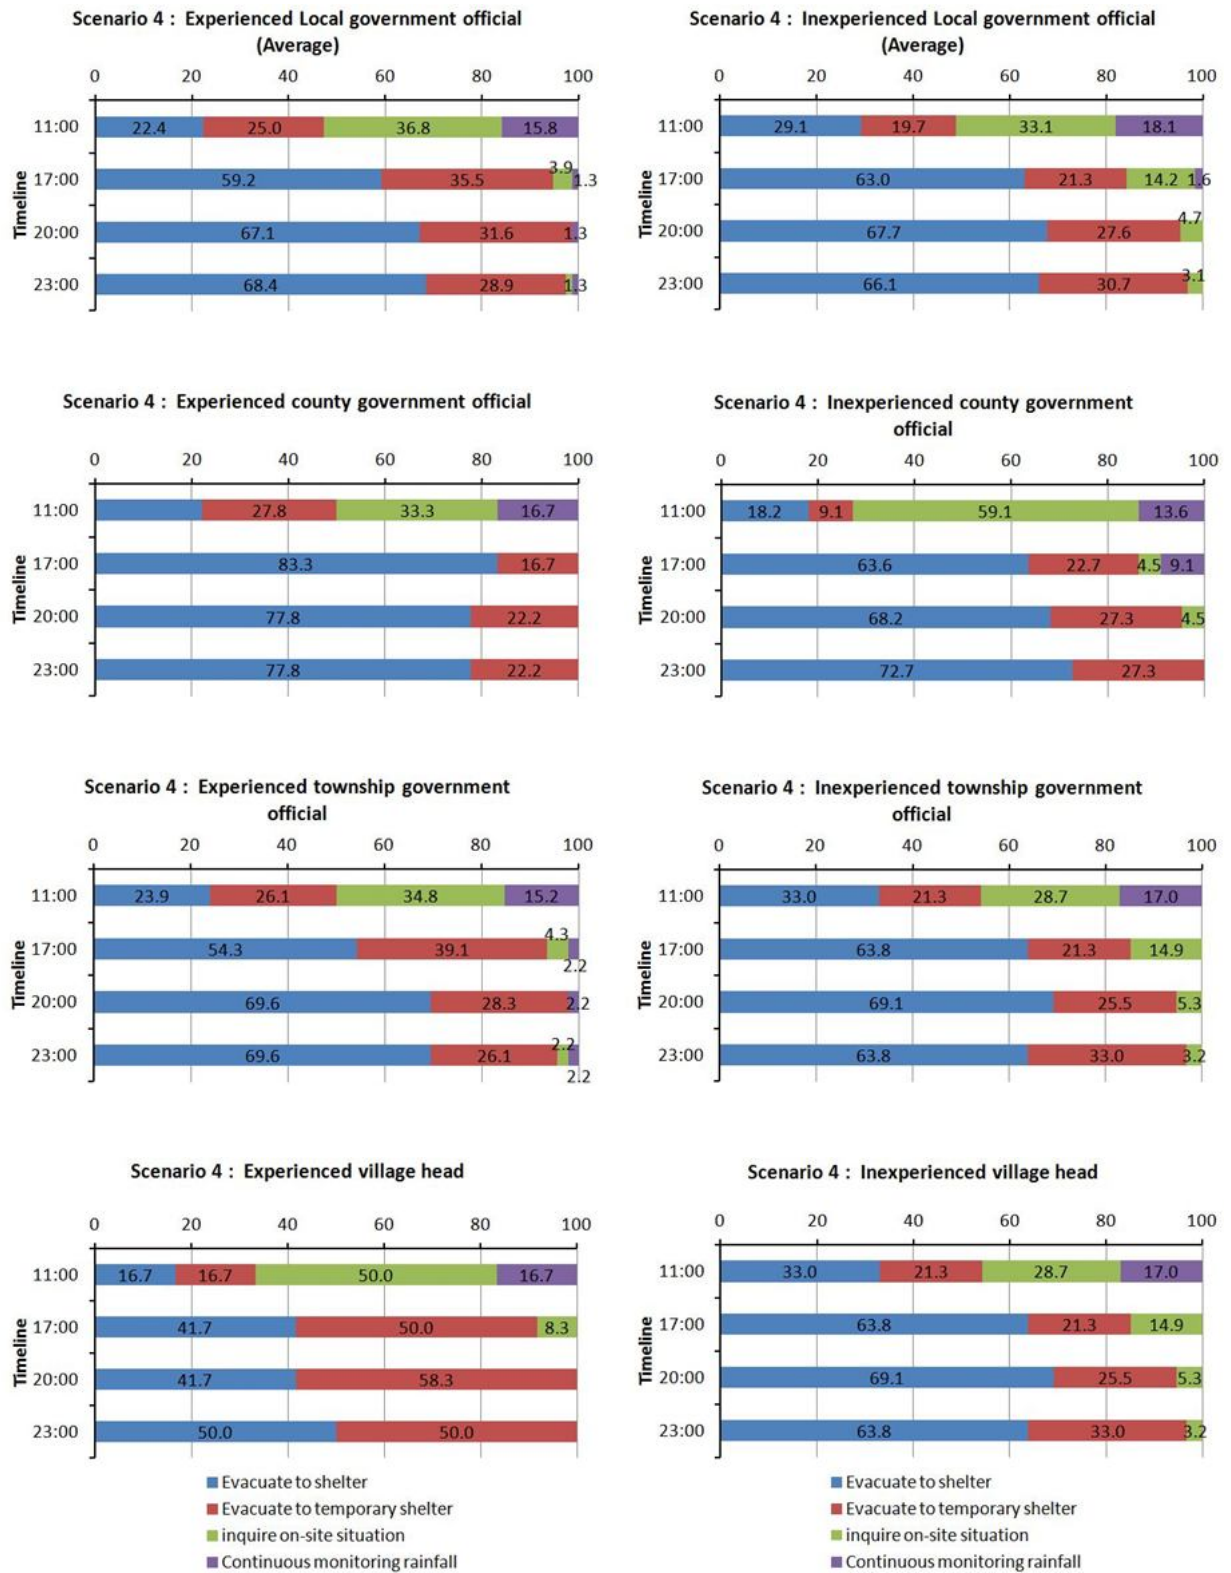 Scenario 4 : Experienced Local government official
(Average)
0 20 40 60 80 100
Timeline
11:00 22.4 25.0 36.8 15.8
17:00 59.2 35.5 3.9 1.3
20:00 67.1 31.6 1.3
23:00 68.4 28.9 1.3
Scenario 4 : Inexperienced Local government official
(Average)
0 20 40 60 80 100
Timeline
11:00 29.1 19.7 33.1 18.1
17:00 63.0 21.3 14.2 1.6
20:00 67.7 27.6 4.7
23:00 66.1 30.7 3.1
Scenario 4 : Experienced county government official
0 20 40 60 80 100
Timeline
11:00 27.8 33.3 16.7
17:00 83.3 16.7
20:00 77.8 22.2
23:00 77.8 22.2
Scenario 4 : Inexperienced county government
official
0 20 40 60 80 100
Timeline
11:00 18.2 9.1 59.1 13.6
17:00 63.6 22.7 4.5 9.1
20:00 68.2 27.3 4.5
23:00 72.7 27.3
Scenario 4 : Experienced township government
official
0 20 40 60 80 100
Timeline
11:00 23.9 26.1 34.8 15.2
17:00 54.3 39.1 4.3 2.2
20:00 69.6 28.3 2.2
23:00 69.6 26.1 2.2 2.2
Scenario 4 : Inexperienced township government
official
0 20 40 60 80 100
Timeline
11:00 33.0 21.3 28.7 17.0
17:00 63.8 21.3 14.9
20:00 69.1 25.5 5.3
23:00 63.8 33.0 3.2
Scenario 4 : Experienced village head
0 20 40 60 80 100
Timeline
11:00 16.7 16.7 50.0 16.7
17:00 41.7 50.0 8.3
20:00 41.7 58.3
23:00 50.0 50.0
Evacuate to shelter
Evacuate to temporary shelter
inquire on-site situation
Continuous monitoring rainfall
Scenario 4 : Inexperienced village head
0 20 40 60 80 100
Timeline
11:00 33.0 21.3 28.7 17.0
17:00 63.8 21.3 14.9
20:00 69.1 25.5 5.3
23:00 63.8 33.0 3.2
Evacuate to shelter
Evacuate to temporary shelter
inquire on-site situation
Continuous monitoring rainfall